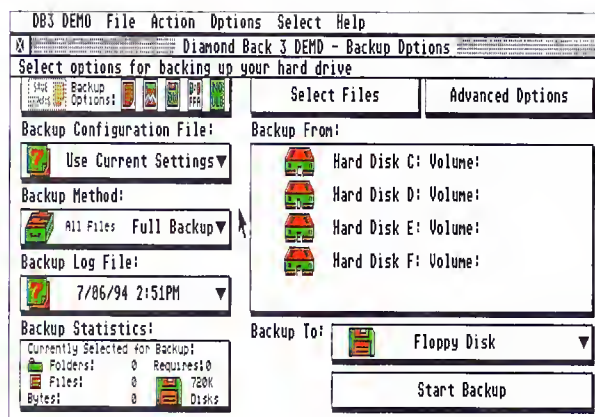 DB3 DEMO File Action Options Select Help
Diamond Back 3 DEMO - Backup Options
Select options for backing up your hard drive
Backup Options:
Select Files
Advanced Options
Backup Configuration File:
Use Current Settings
Backup Method:
All Files Full Backup
Backup Log File:
7/06/94 2:51PM
Backup Statistics:
Currently Selected for Backup:
Folders: 0 Requires: 0
Files: 0 720K
Bytes: 0 Disks
Backup From:
Hard Disk C: Volume:
Hard Disk D: Volume:
Hard Disk E: Volume:
Hard Disk F: Volume:
Backup To: Floppy Disk
Start Backup